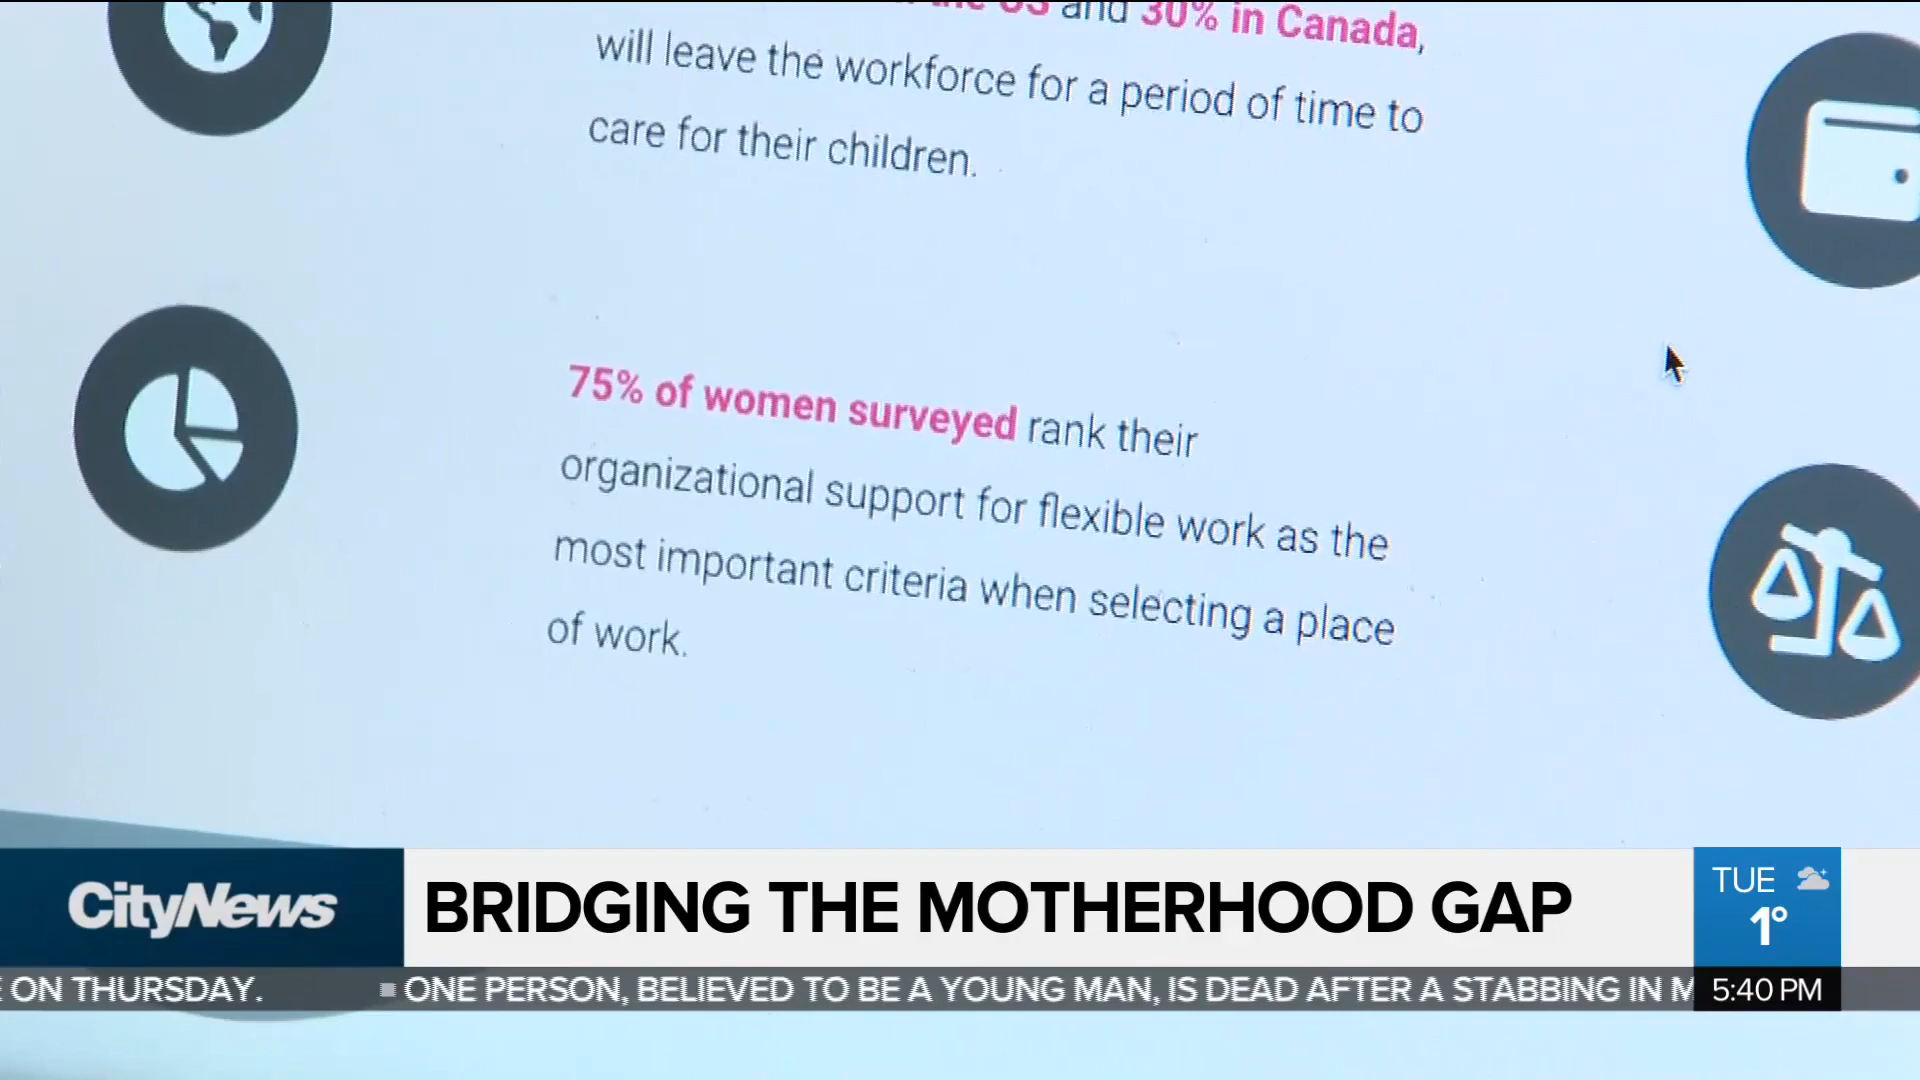 the US and 30% in Canada,
will leave the workforce for a period of time to
care for their children.
75% of women surveyed rank their
organizational support for flexible work as the
most important criteria when selecting a place
of work.
CityNews
BRIDGING THE MOTHERHOOD GAP
TUE
1°
ON THURSDAY.
ONE PERSON, BELIEVED TO BE A YOUNG MAN, IS DEAD AFTER A STABBING IN M
5:40 PM